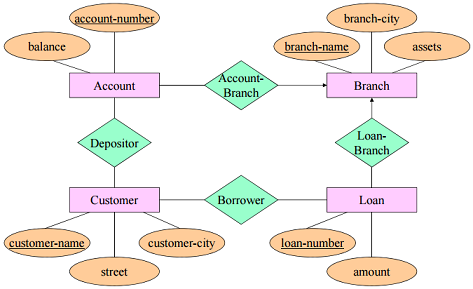 account-number
branch-city
balance
branch-name
assets
Account
Account-
Branch
Branch
Depositor
Loan-
Branch
Customer
Borrower
Loan
customer-name
customer-city
loan-number
street
amount